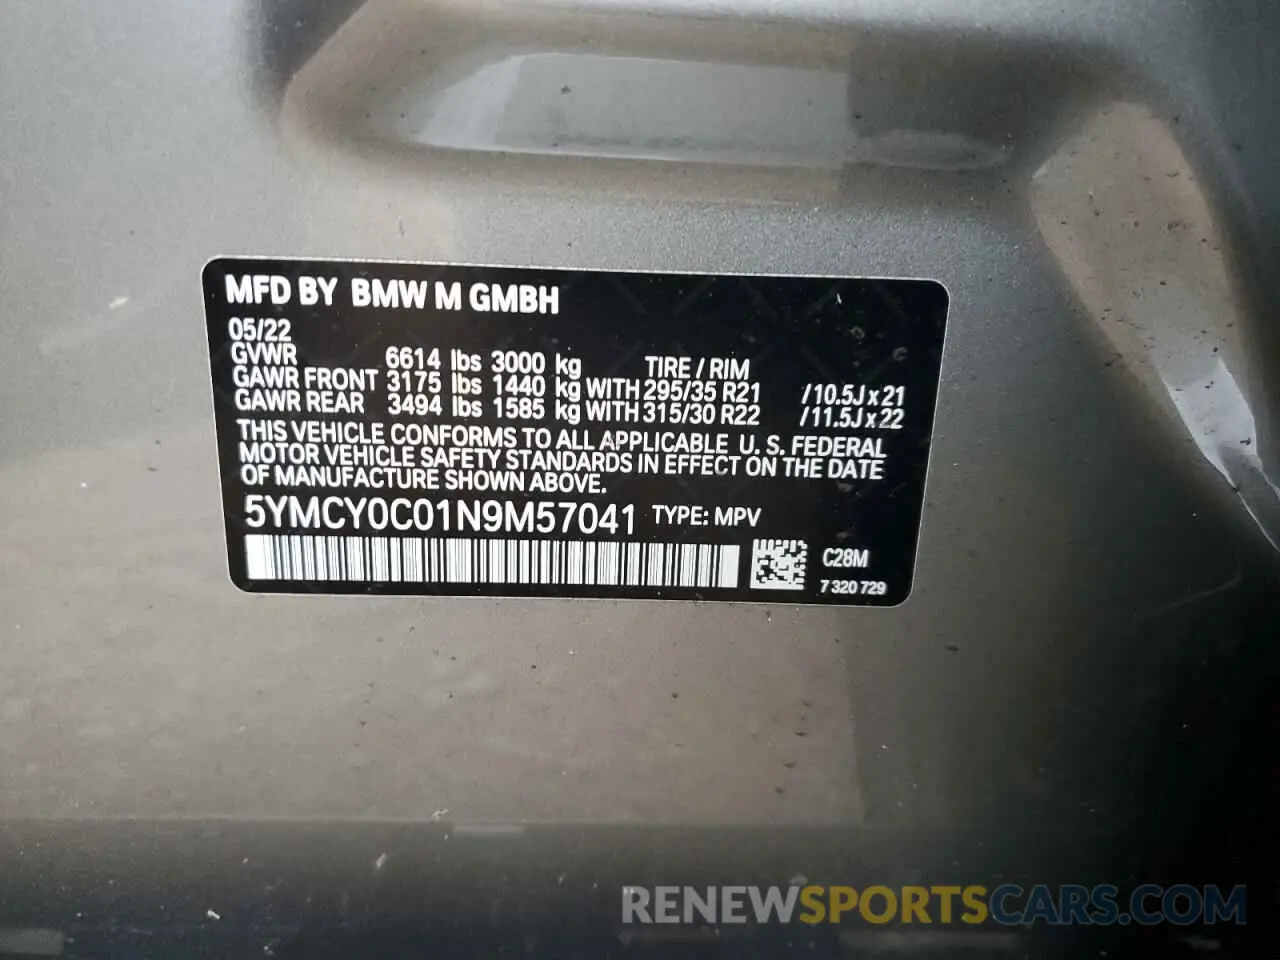 MFD BY BMW M GMBH
05/22
GVWR 6614 lbs 3000 kg TIRE / RIM
GAWR FRONT 3175 lbs 1440 kg WITH 295/35 R21 /10.5J x 21
GAWR REAR 3494 lbs 1585 kg WITH 315/30 R22 /11.5J x 22
THIS VEHICLE CONFORMS TO ALL APPLICABLE U. S. FEDERAL
MOTOR VEHICLE SAFETY STANDARDS IN EFFECT ON THE DATE
OF MANUFACTURE SHOWN ABOVE.
5YMCY0C01N9M57041 TYPE: MPV
C28M
7 320 729
RENEWSPORTSCARS.COM